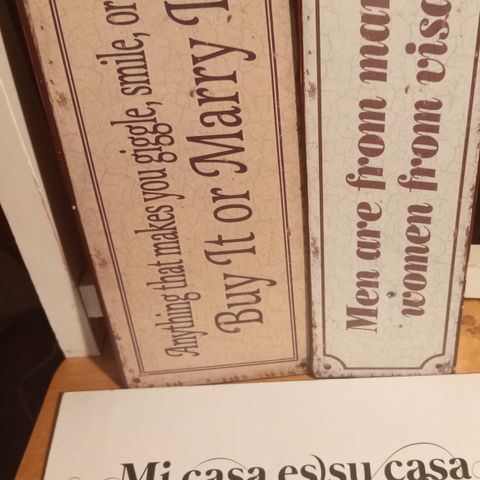 Anything that makes you giggle, smile, or
Buy It or Marry
Men are from
women from
Mi casa es su casa